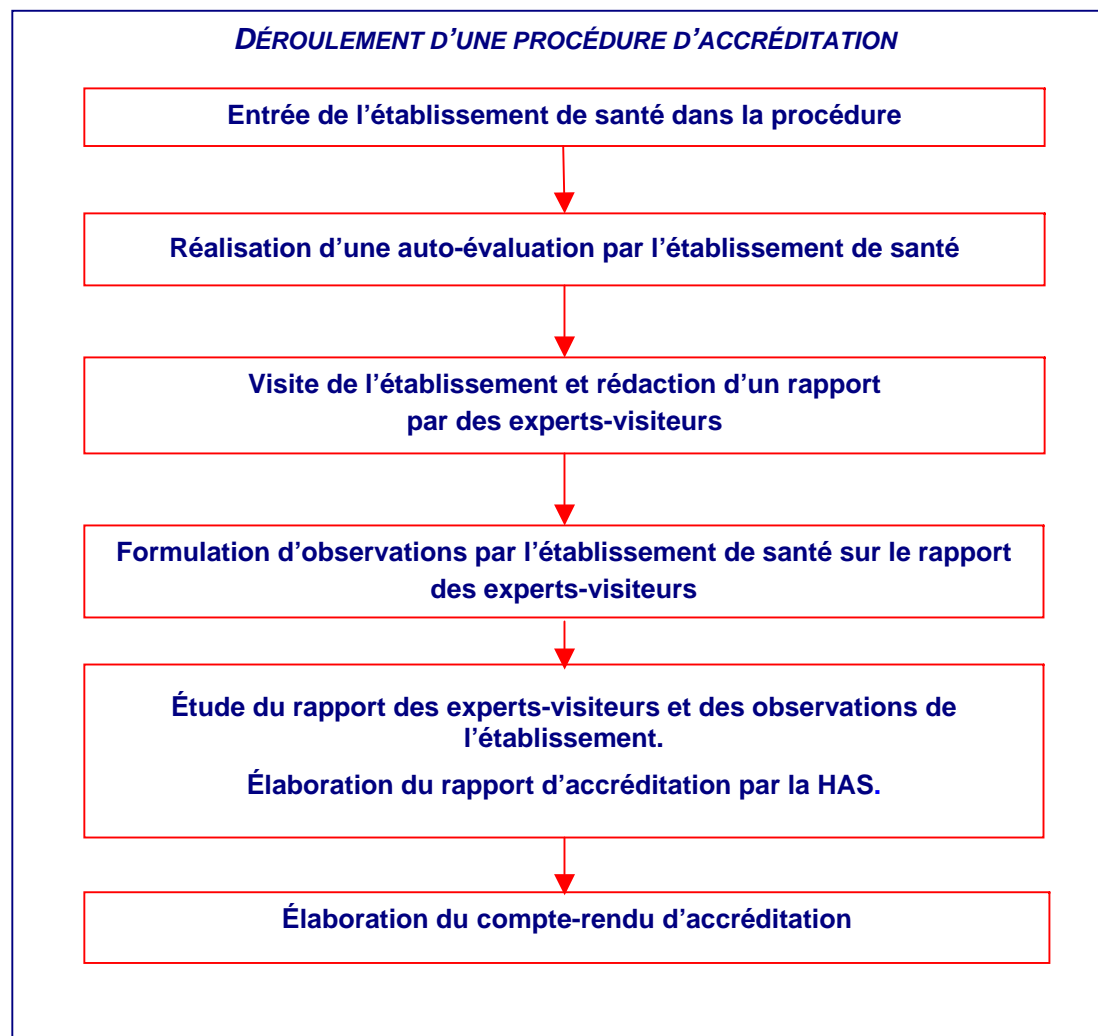 DÉROULEMENT D’UNE PROCÉDURE D’ACCRÉDITATION
Entrée de l’établissement de santé dans la procédure
Réalisation d’une auto-évaluation par l’établissement de santé
Visite de l’établissement et rédaction d’un rapport
par des experts-visiteurs
Formulation d’observations par l’établissement de santé sur le rapport
des experts-visiteurs
Étude du rapport des experts-visiteurs et des observations de
l’établissement.
Élaboration du rapport d’accréditation par la HAS.
Élaboration du compte-rendu d’accréditation